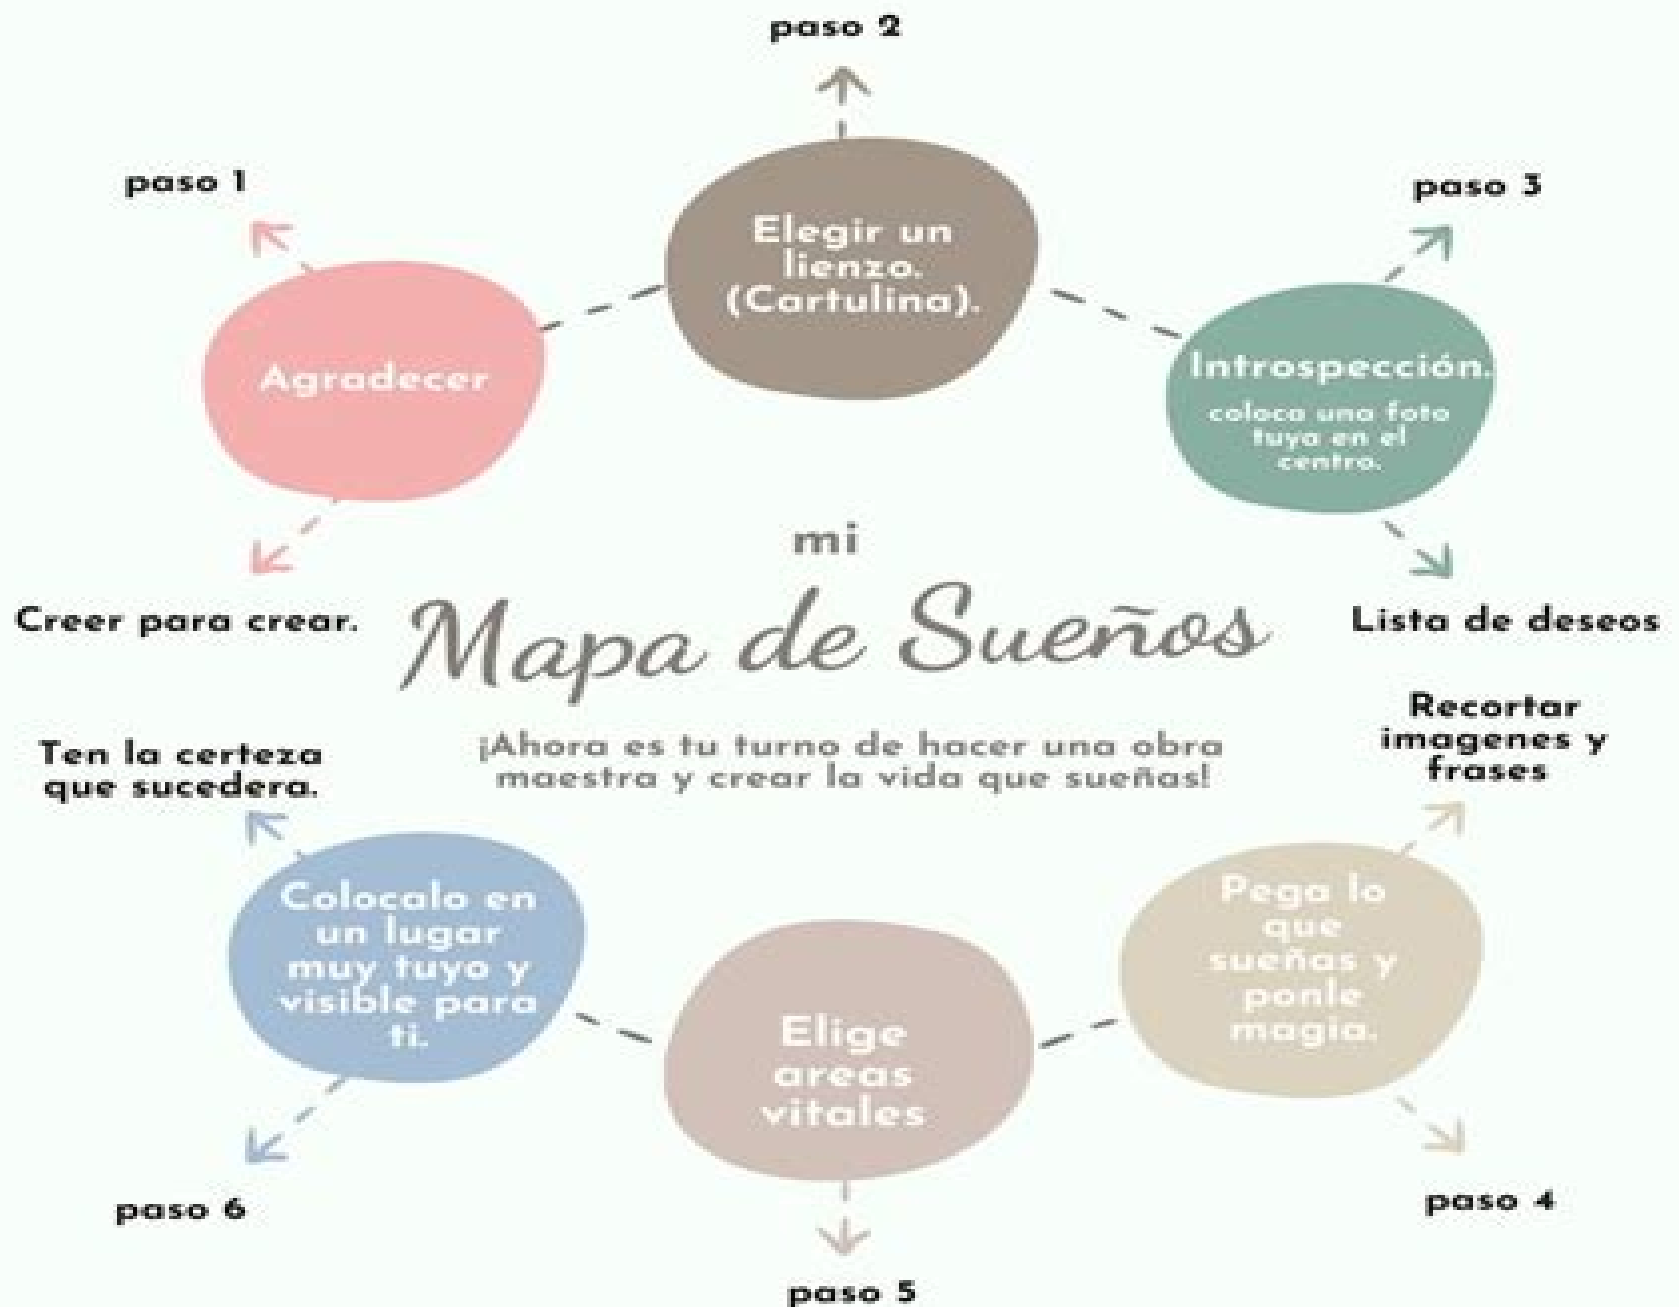 paso 2
paso 1
paso 3
Elegir un
lienzo.
(Cartulina).
Agradecer
Introspección.
coloca una foto
tuya en el
centro.
mi
Creer para crear.
Mapa de Sueños
Lista de deseos
Ten la certeza
que sucedera.
¡Ahora es tu turno de hacer una obra
maestra y crear la vida que sueñas!
Recortar
imagenes y
frases
Colocalo en
un lugar
muy tuyo y
visible para
ti.
Elige
areas
vitales
Pega lo
que
sueñas y
ponle
magia.
paso 6
paso 5
paso 4